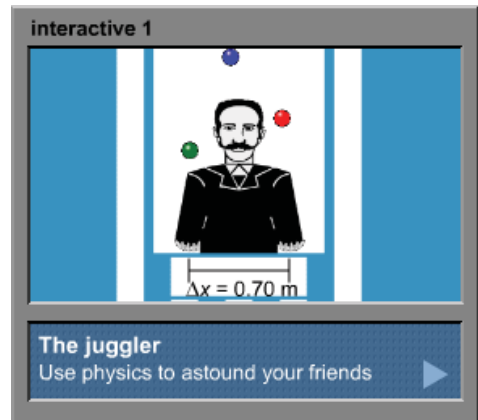 interactive 1
Δx = 0.70 m
The juggler
Use physics to astound your friends